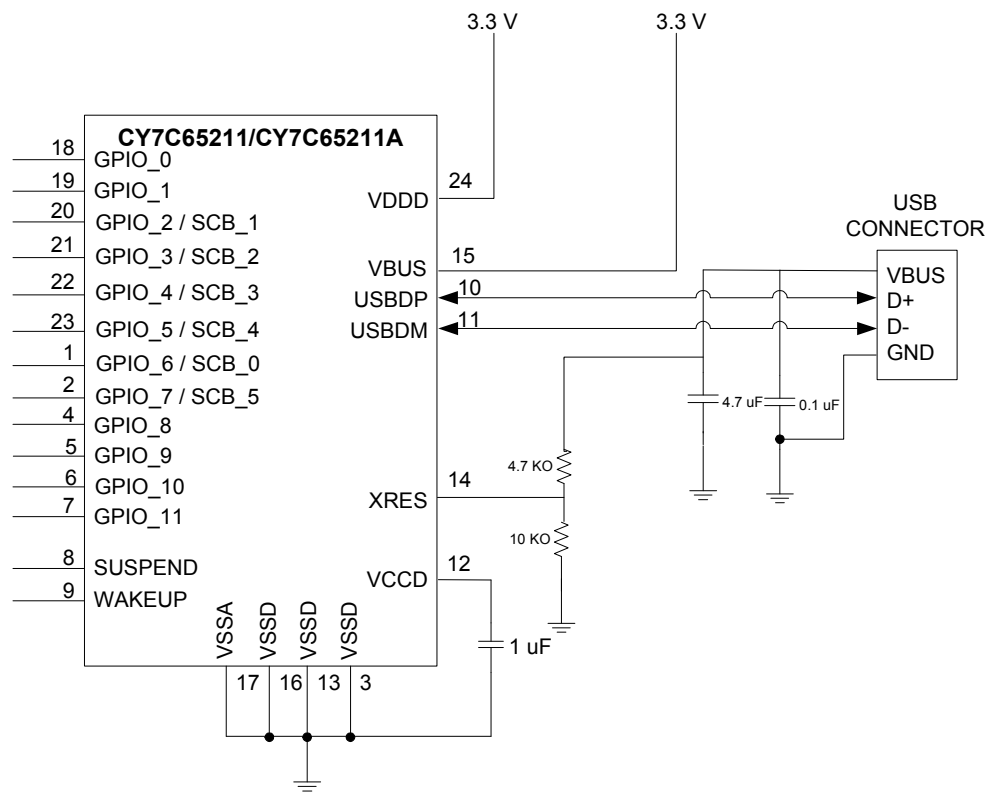 3.3 V
3.3 V
CY7C65211/CY7C65211A
18
GPIO_0
19
GPIO_1
20
GPIO_2 / SCB_1
21
GPIO_3 / SCB_2
22
GPIO_4 / SCB_3
23
GPIO_5 / SCB_4
1
GPIO_6 / SCB_0
2
GPIO_7 / SCB_5
4
GPIO_8
5
GPIO_9
6
GPIO_10
7
GPIO_11
8
SUSPEND
9
WAKEUP
VDDD
24
VBUS
15
USBDP
10
USBDM
11
XRES
14
VCCD
12
VSSA
VSSD
VSSD
VSSD
17
16
13
3
1 uF
4.7 KO
10 KO
4.7 uF
0.1 uF
USB
CONNECTOR
VBUS
D+
D-
GND